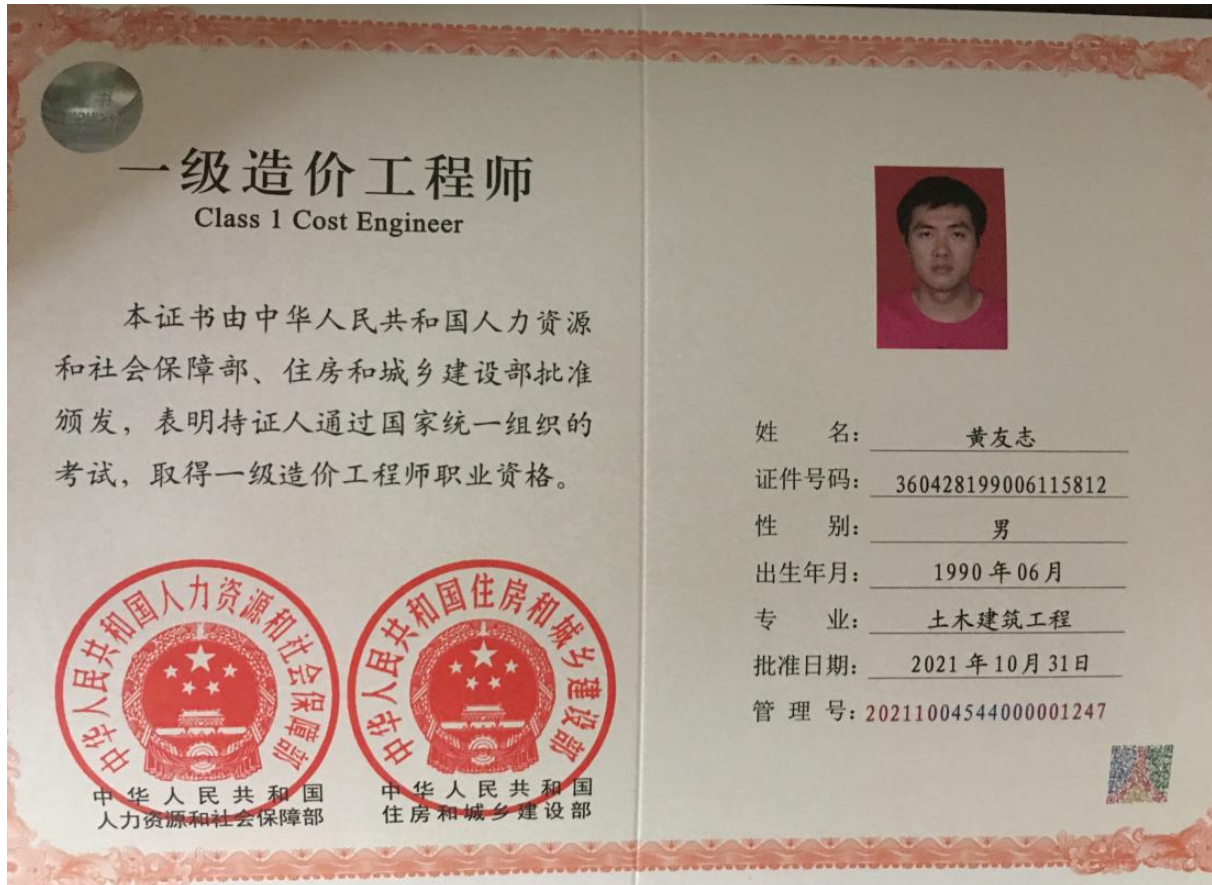 一级造价工程师
Class 1 Cost Engineer
本证书由中华人民共和国人力资源
和社会保障部、住房和城乡建设部批准
颁发，表明持证人通过国家统一组织的
考试，取得一级造价工程师职业资格。
中华人民共和国人力资源和社会保障部
中华人民共和国住房和城乡建设部
中华人民共和国
人力资源和社会保障部
中华人民共和国
住房和城乡建设部
姓 名：黄友志
证件号码：360428199006115812
性 别：男
出生年月：1990年06月
专 业：土木建筑工程
批准日期：2021年10月31日
管 理 号：20211004544000001247